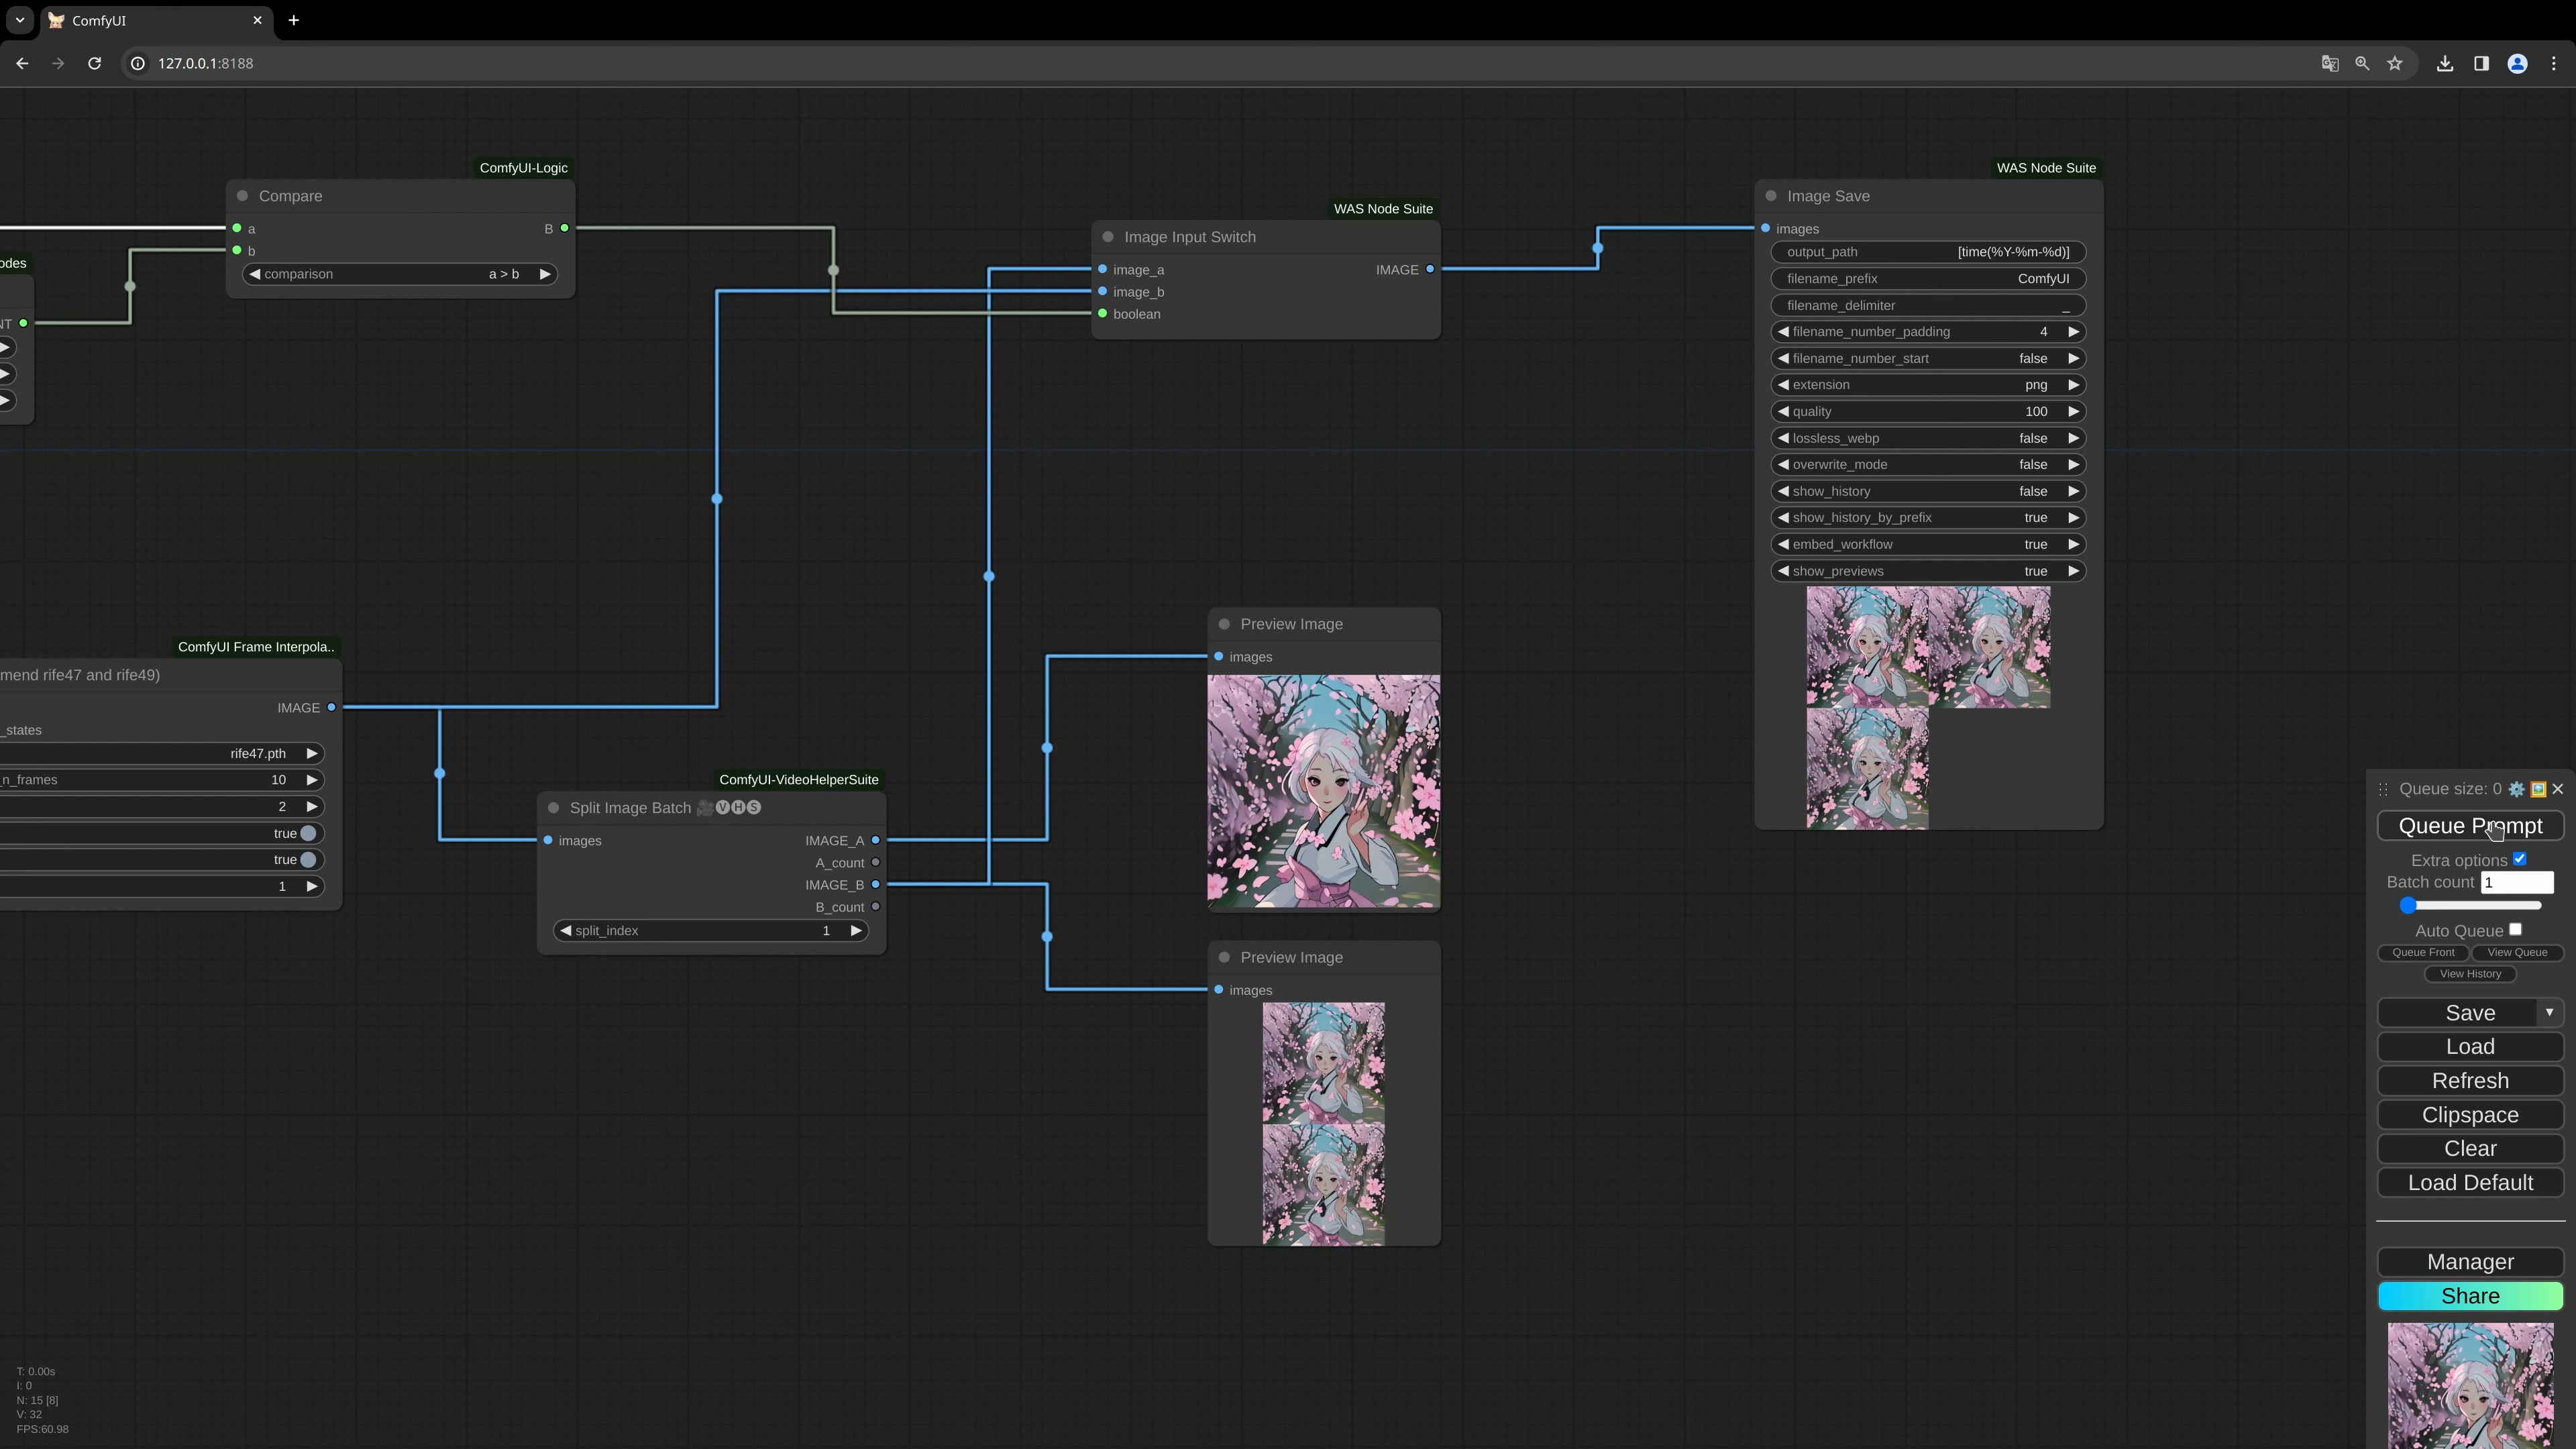 ComfyUI
127.0.0.1:8188
ComfyUI-Logic
Compare
a
B
b
comparison
a > b
odes
NT
WAS Node Suite
Image Input Switch
image_a
IMAGE
image_b
boolean
WAS Node Suite
Image Save
images
output_path
[time(%Y-%m-%d)]
filename_prefix
ComfyUI
filename_delimiter
_
filename_number_padding
4
filename_number_start
false
extension
png
quality
100
lossless_webp
false
overwrite_mode
false
show_history
false
show_history_by_prefix
true
embed_workflow
true
show_previews
true
ComfyUI Frame Interpola..
mend rife47 and rife49)
IMAGE
_states
rife47.pth
_n_frames
10
2
true
true
1
ComfyUI-VideoHelperSuite
Split Image Batch 🎥🅥🅗🅢
images
IMAGE_A
A_count
IMAGE_B
B_count
split_index
1
Preview Image
images
Preview Image
images
Queue size: 0
Queue Prompt
Extra options
Batch count 1
Auto Queue
Queue Front
View Queue
View History
Save
Load
Refresh
Clipspace
Clear
Load Default
Manager
Share
T: 0.00s
I: 0
N: 15 [8]
V: 32
FPS:60.98